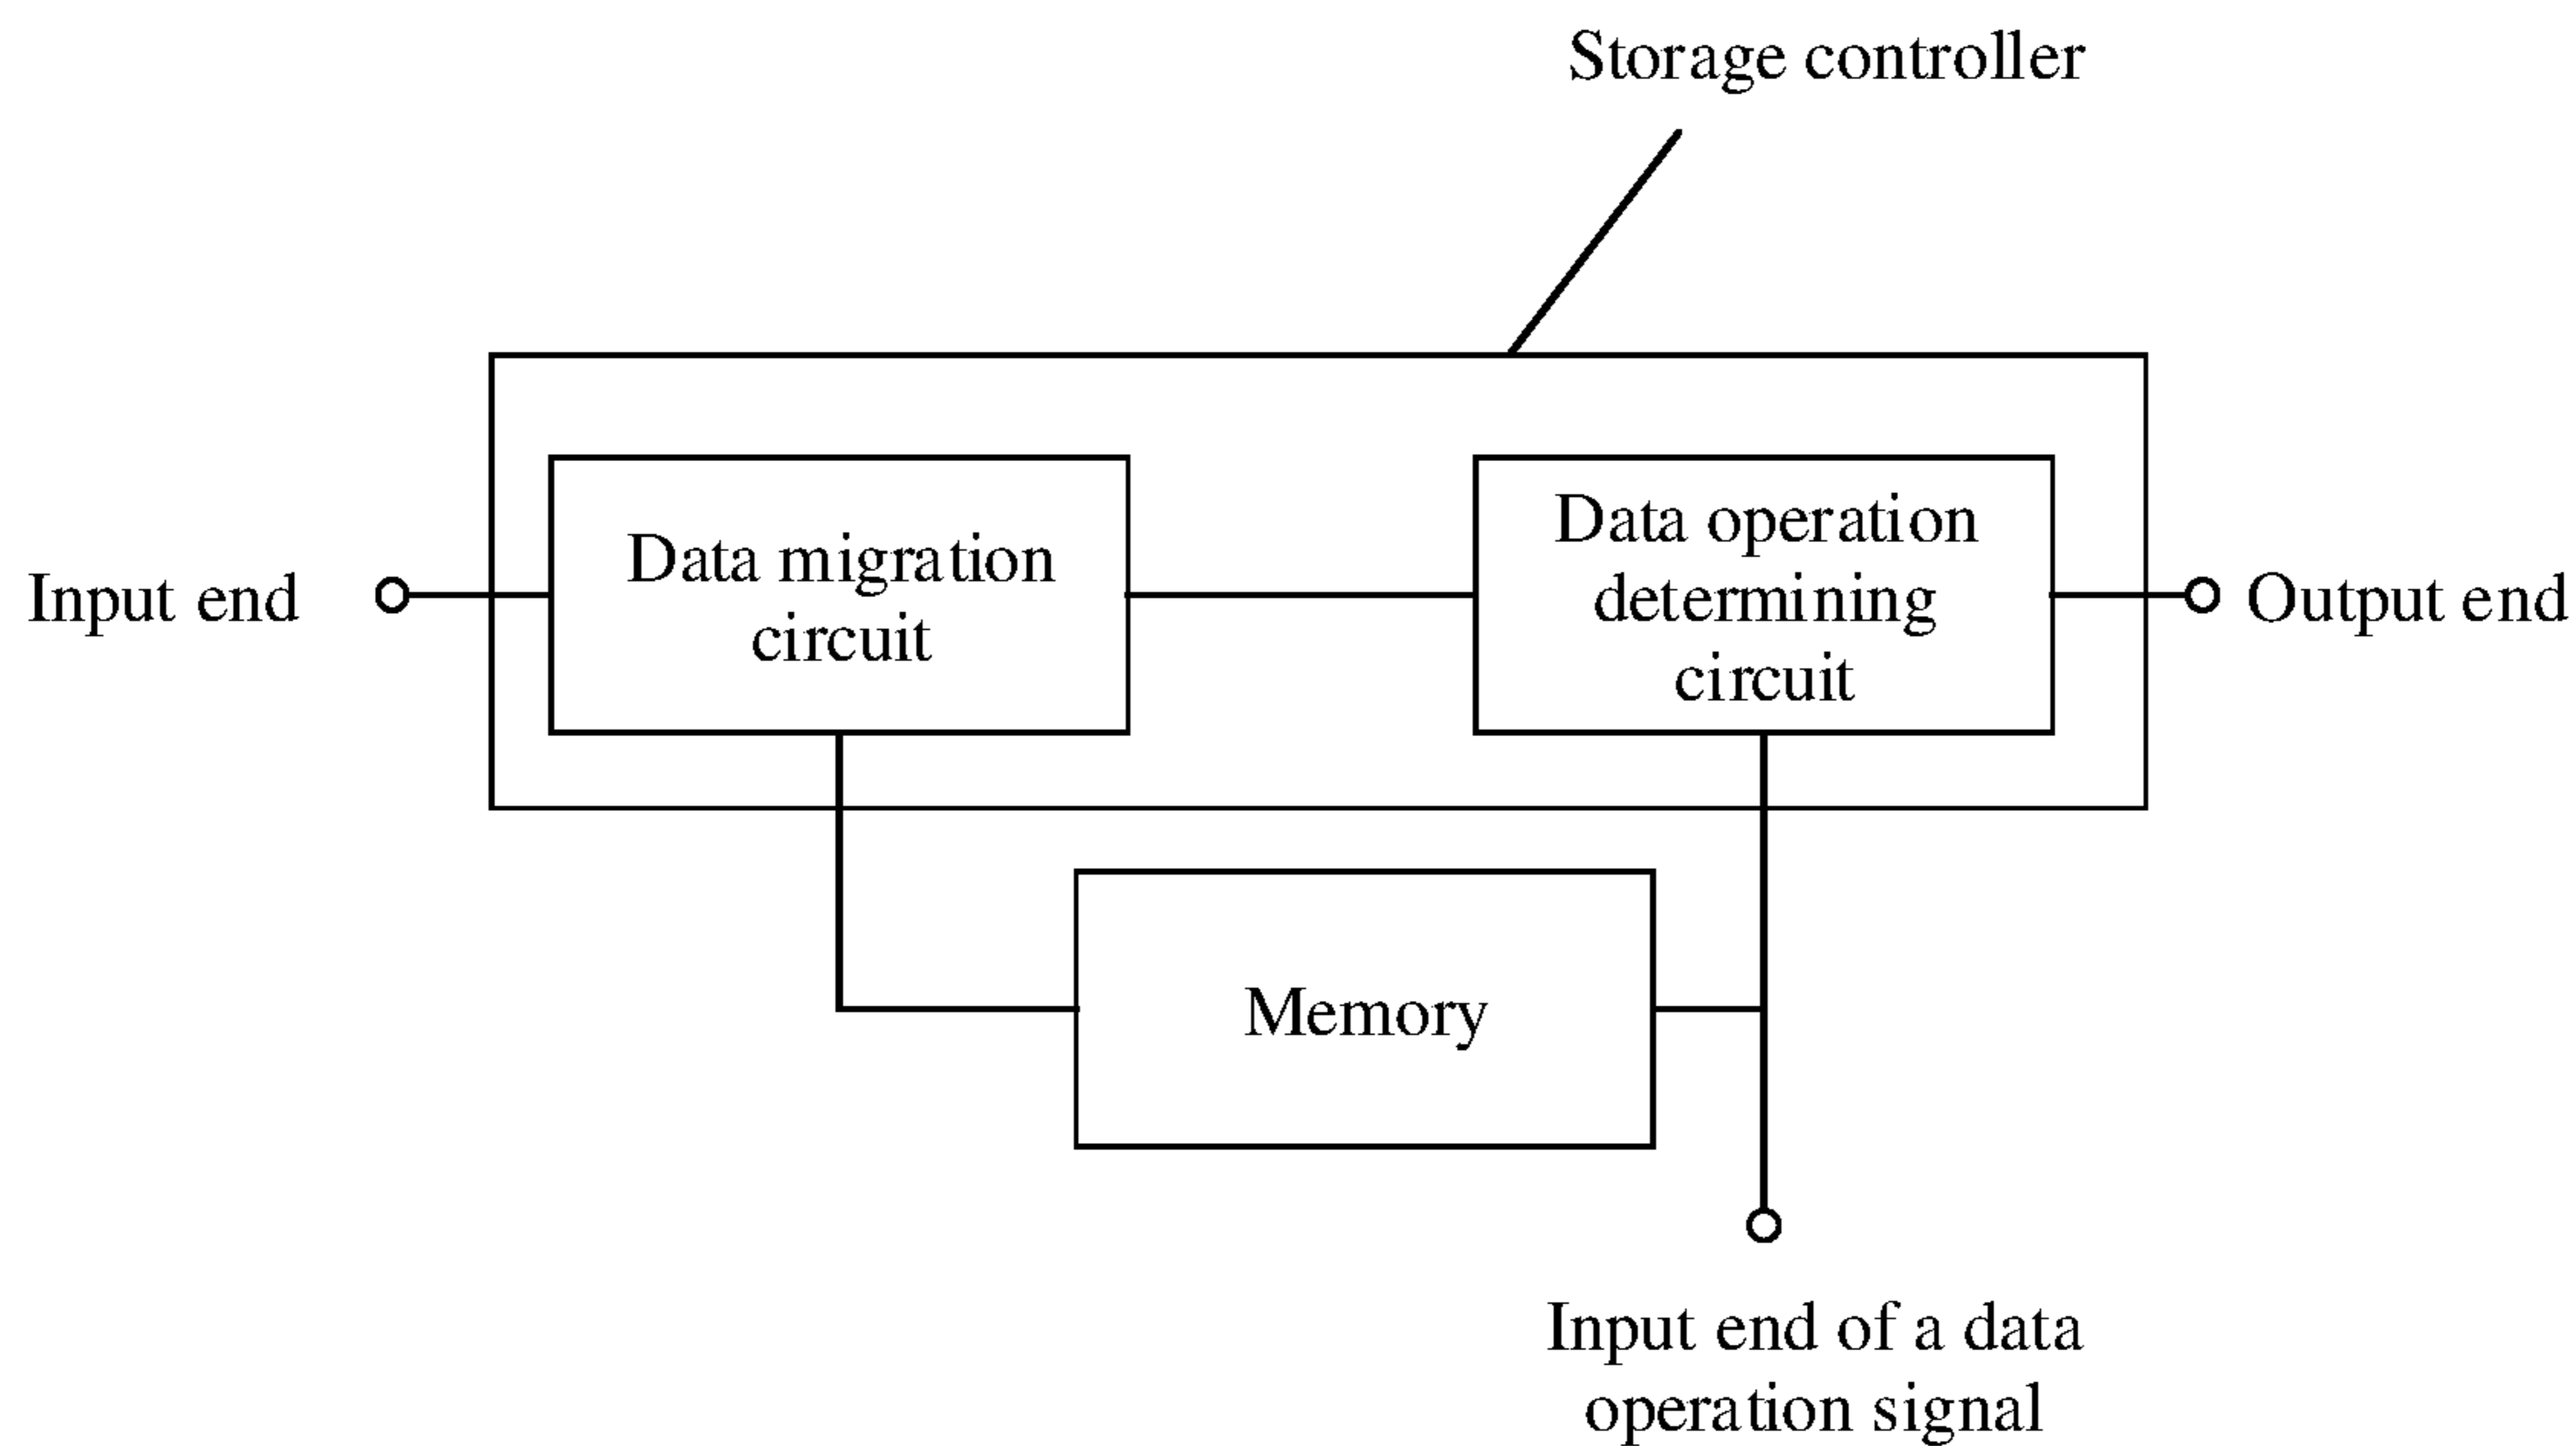 Storage controller
Input end
Data migration
circuit
Data operation
determining
circuit
Output end
Memory
Input end of a data
operation signal